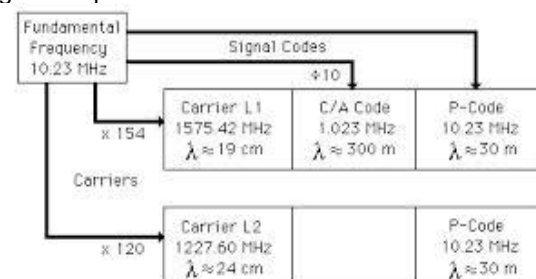 Fundamental
Frequency
10.23 MHz
Signal Codes
÷10
Carrier L1
1575.42 MHz
λ ≈ 19 cm
C/A Code
1.023 MHz
λ ≈ 300 m
P-Code
10.23 MHz
λ ≈ 30 m
x 154
Carriers
x 120
Carrier L2
1227.60 MHz
λ ≈ 24 cm
P-Code
10.23 MHz
λ ≈ 30 m